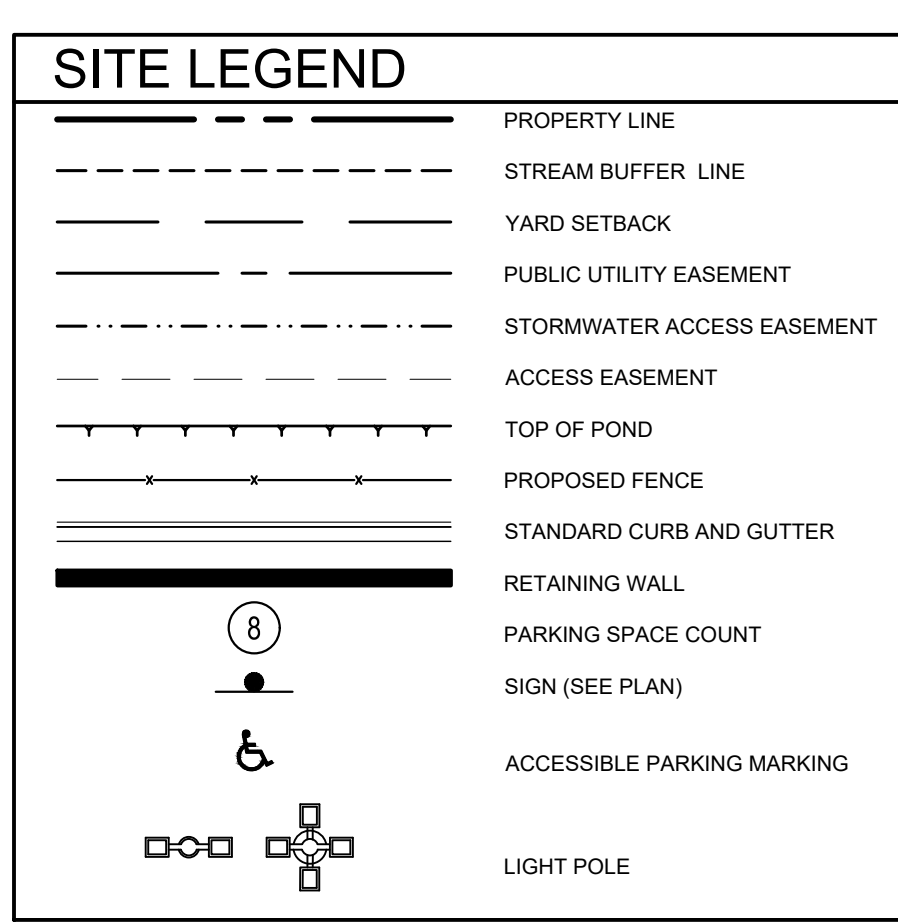 SITE LEGEND
PROPERTY LINE
STREAM BUFFER LINE
YARD SETBACK
PUBLIC UTILITY EASEMENT
STORMWATER ACCESS EASEMENT
ACCESS EASEMENT
TOP OF POND
PROPOSED FENCE
STANDARD CURB AND GUTTER
RETAINING WALL
8 PARKING SPACE COUNT
SIGN (SEE PLAN)
ACCESSIBLE PARKING MARKING
LIGHT POLE